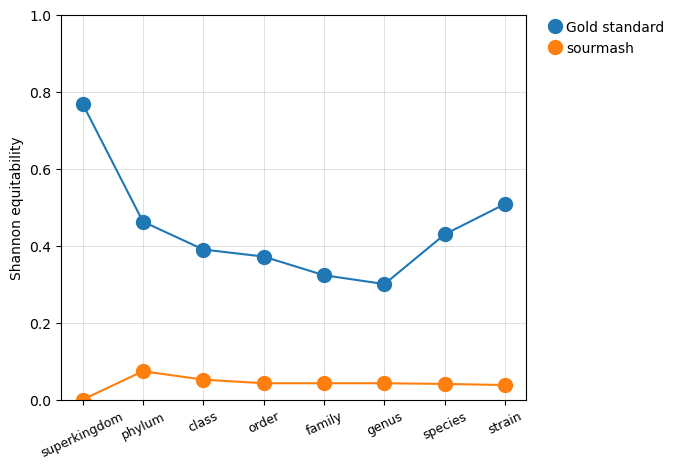 Gold standard
sourmash
Shannon equitability
1.0
0.8
0.6
0.4
0.2
0.0
superkingdom
phylum
class
order
family
genus
species
strain